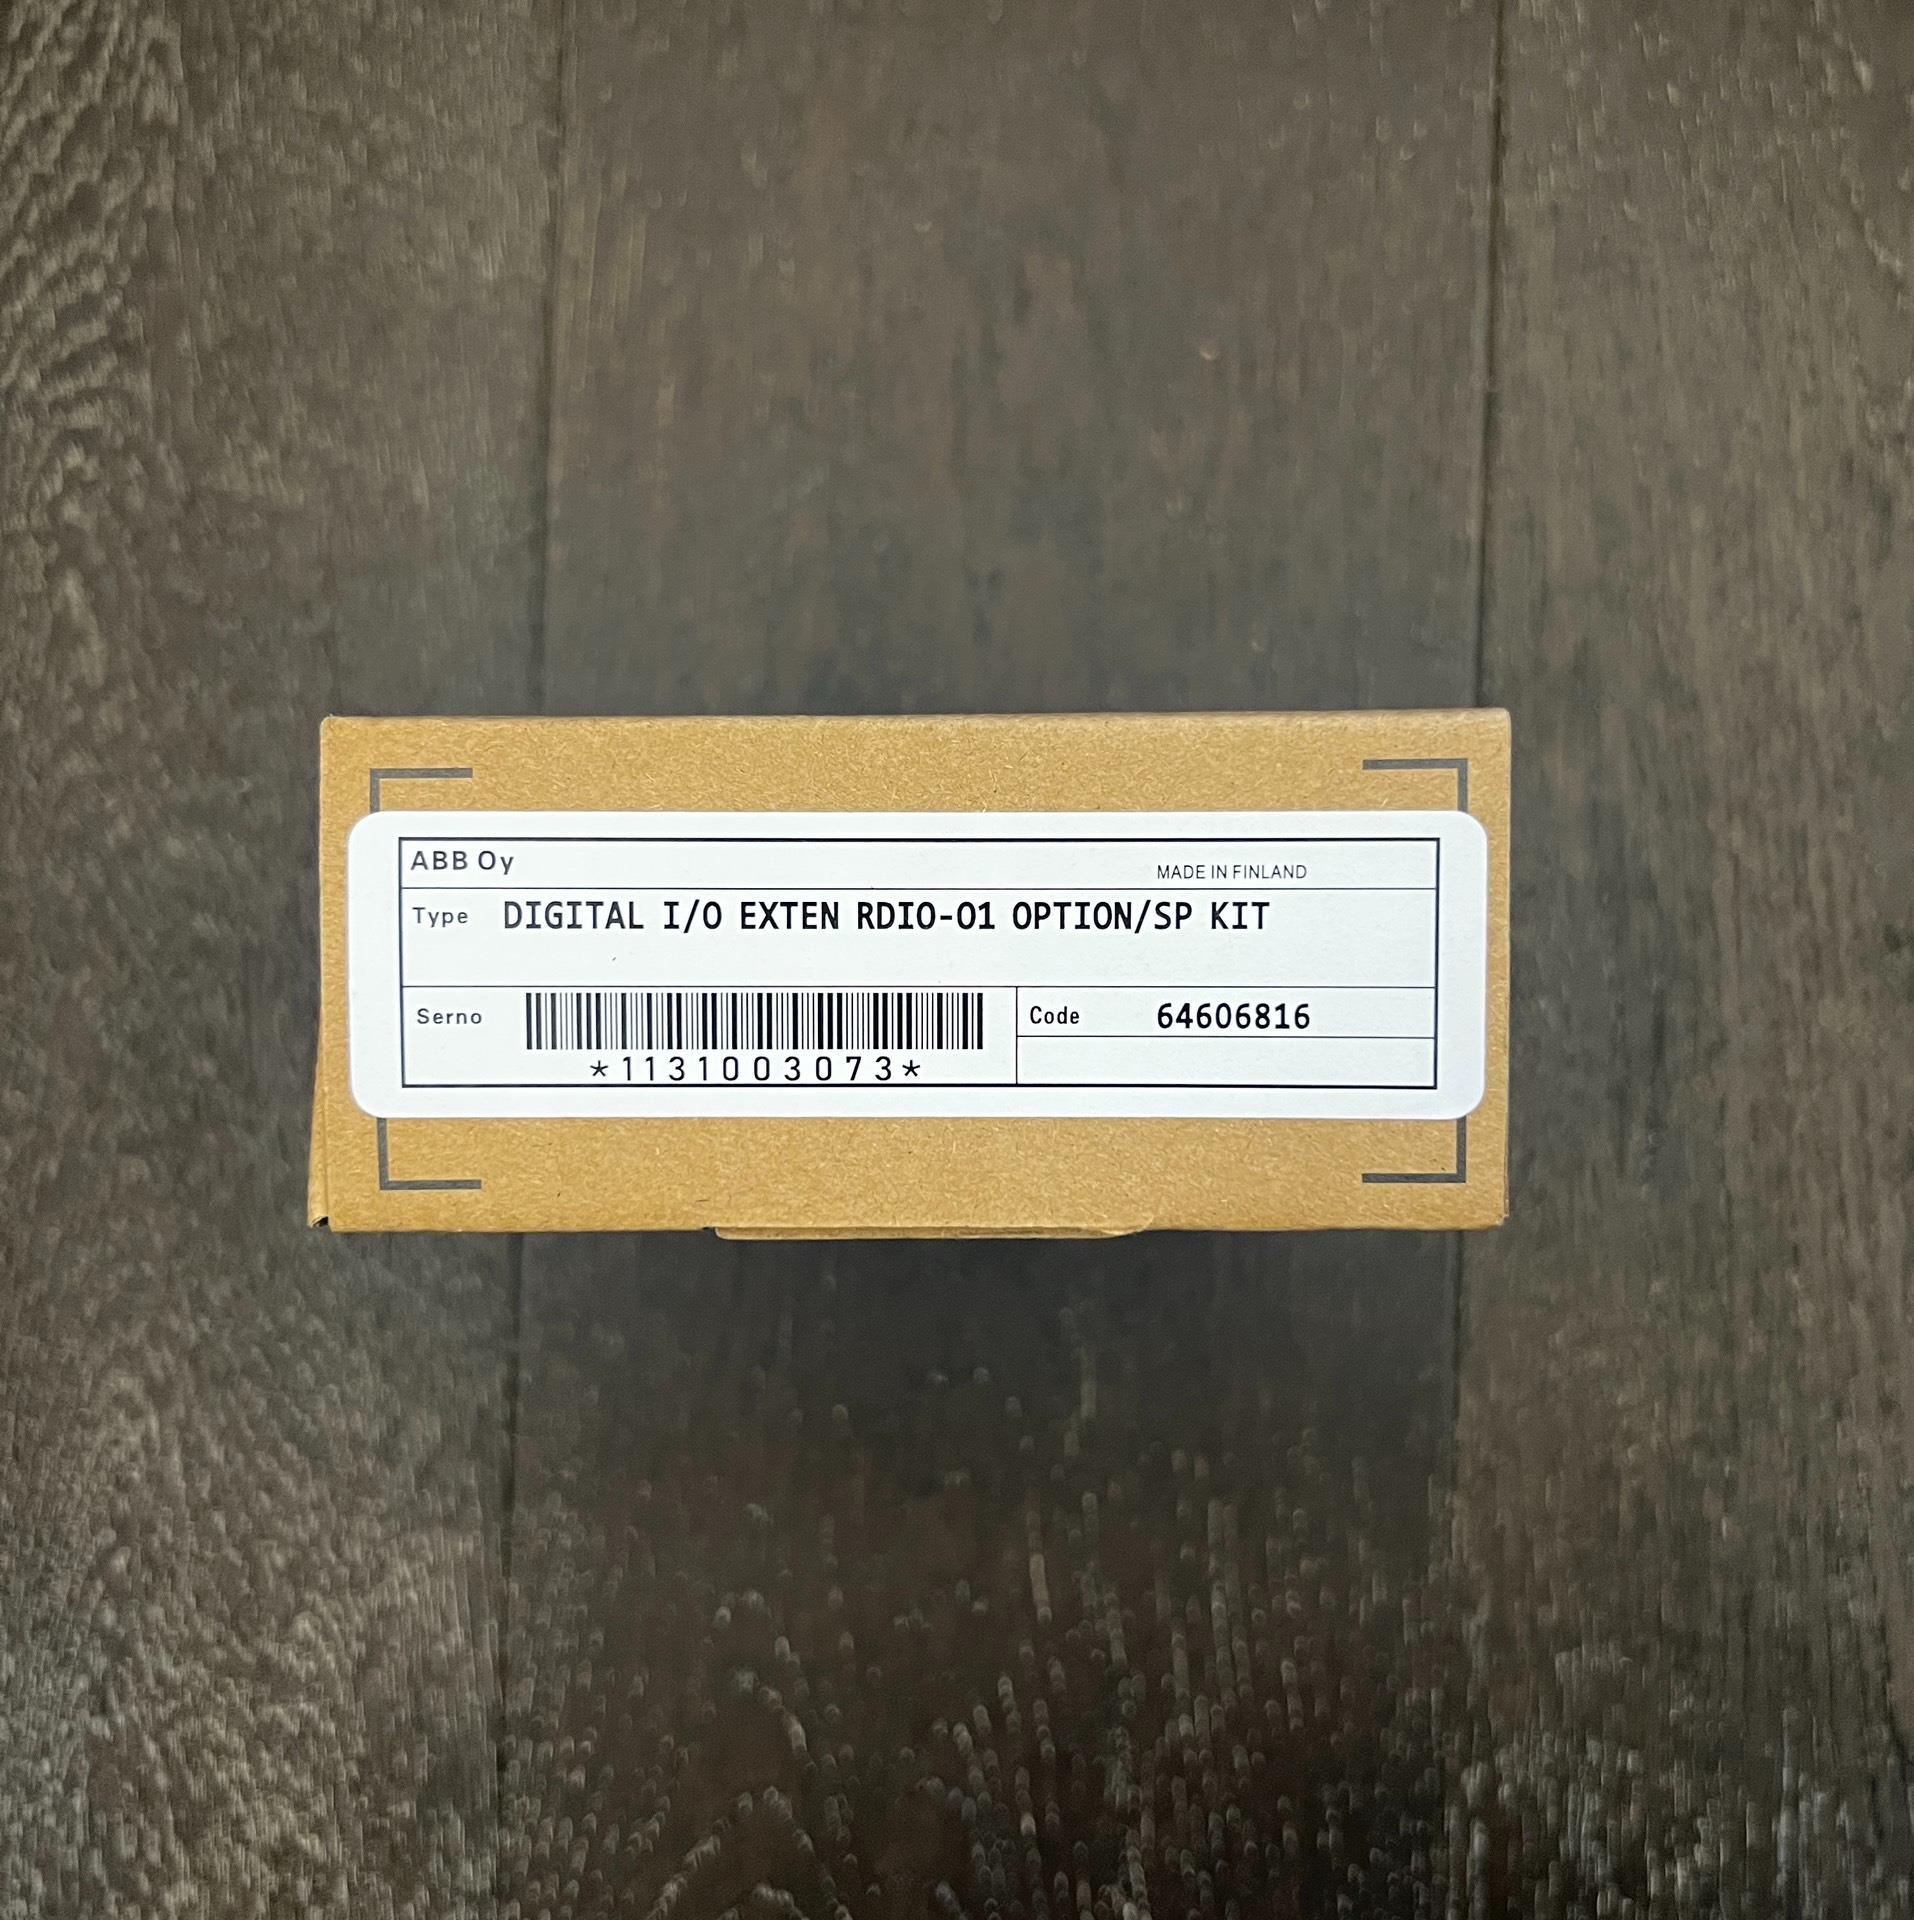 ABB Oy
MADE IN FINLAND
Type DIGITAL I/O EXTEN RDIO-01 OPTION/SP KIT
Serno
*1131003073*
Code 64606816